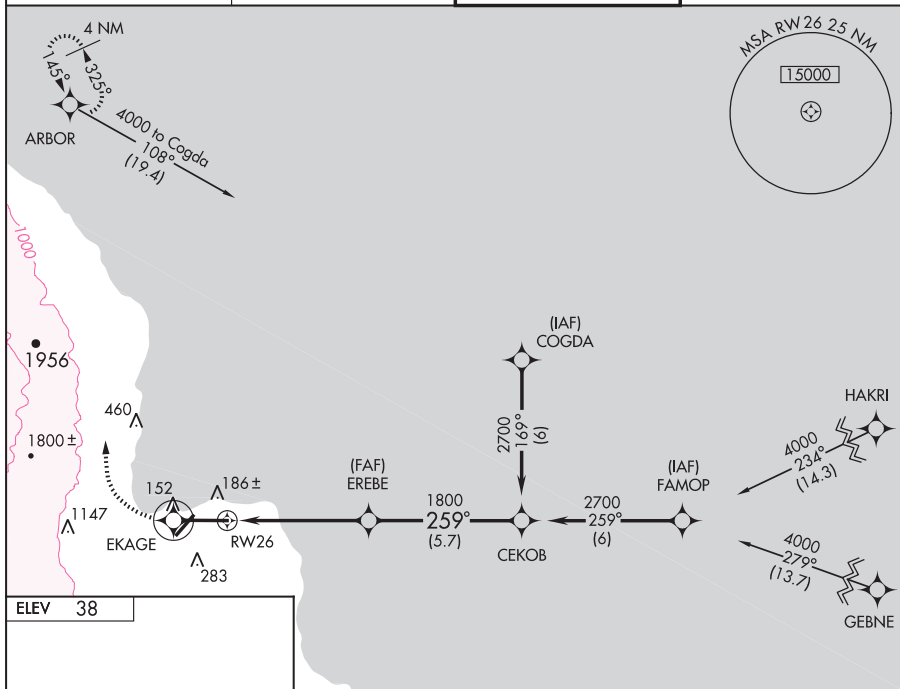 4 NM
145°
325°
ARBOR
4000 to Cogda
108°
(19.4)
MSA RW26 25 NM
15000
1000
1956
1800 ±
1147
460
152
186 ±
EKAGE
RW26
283
(FAF)
EREBE
1800
259°
(5.7)
(IAF)
COGDA
2700
169°
(6)
CEKOB
2700
259°
(6)
(IAF)
FAMOP
HAKRI
4000
234°
(14.3)
4000
279°
(13.7)
GEBNE
ELEV 38